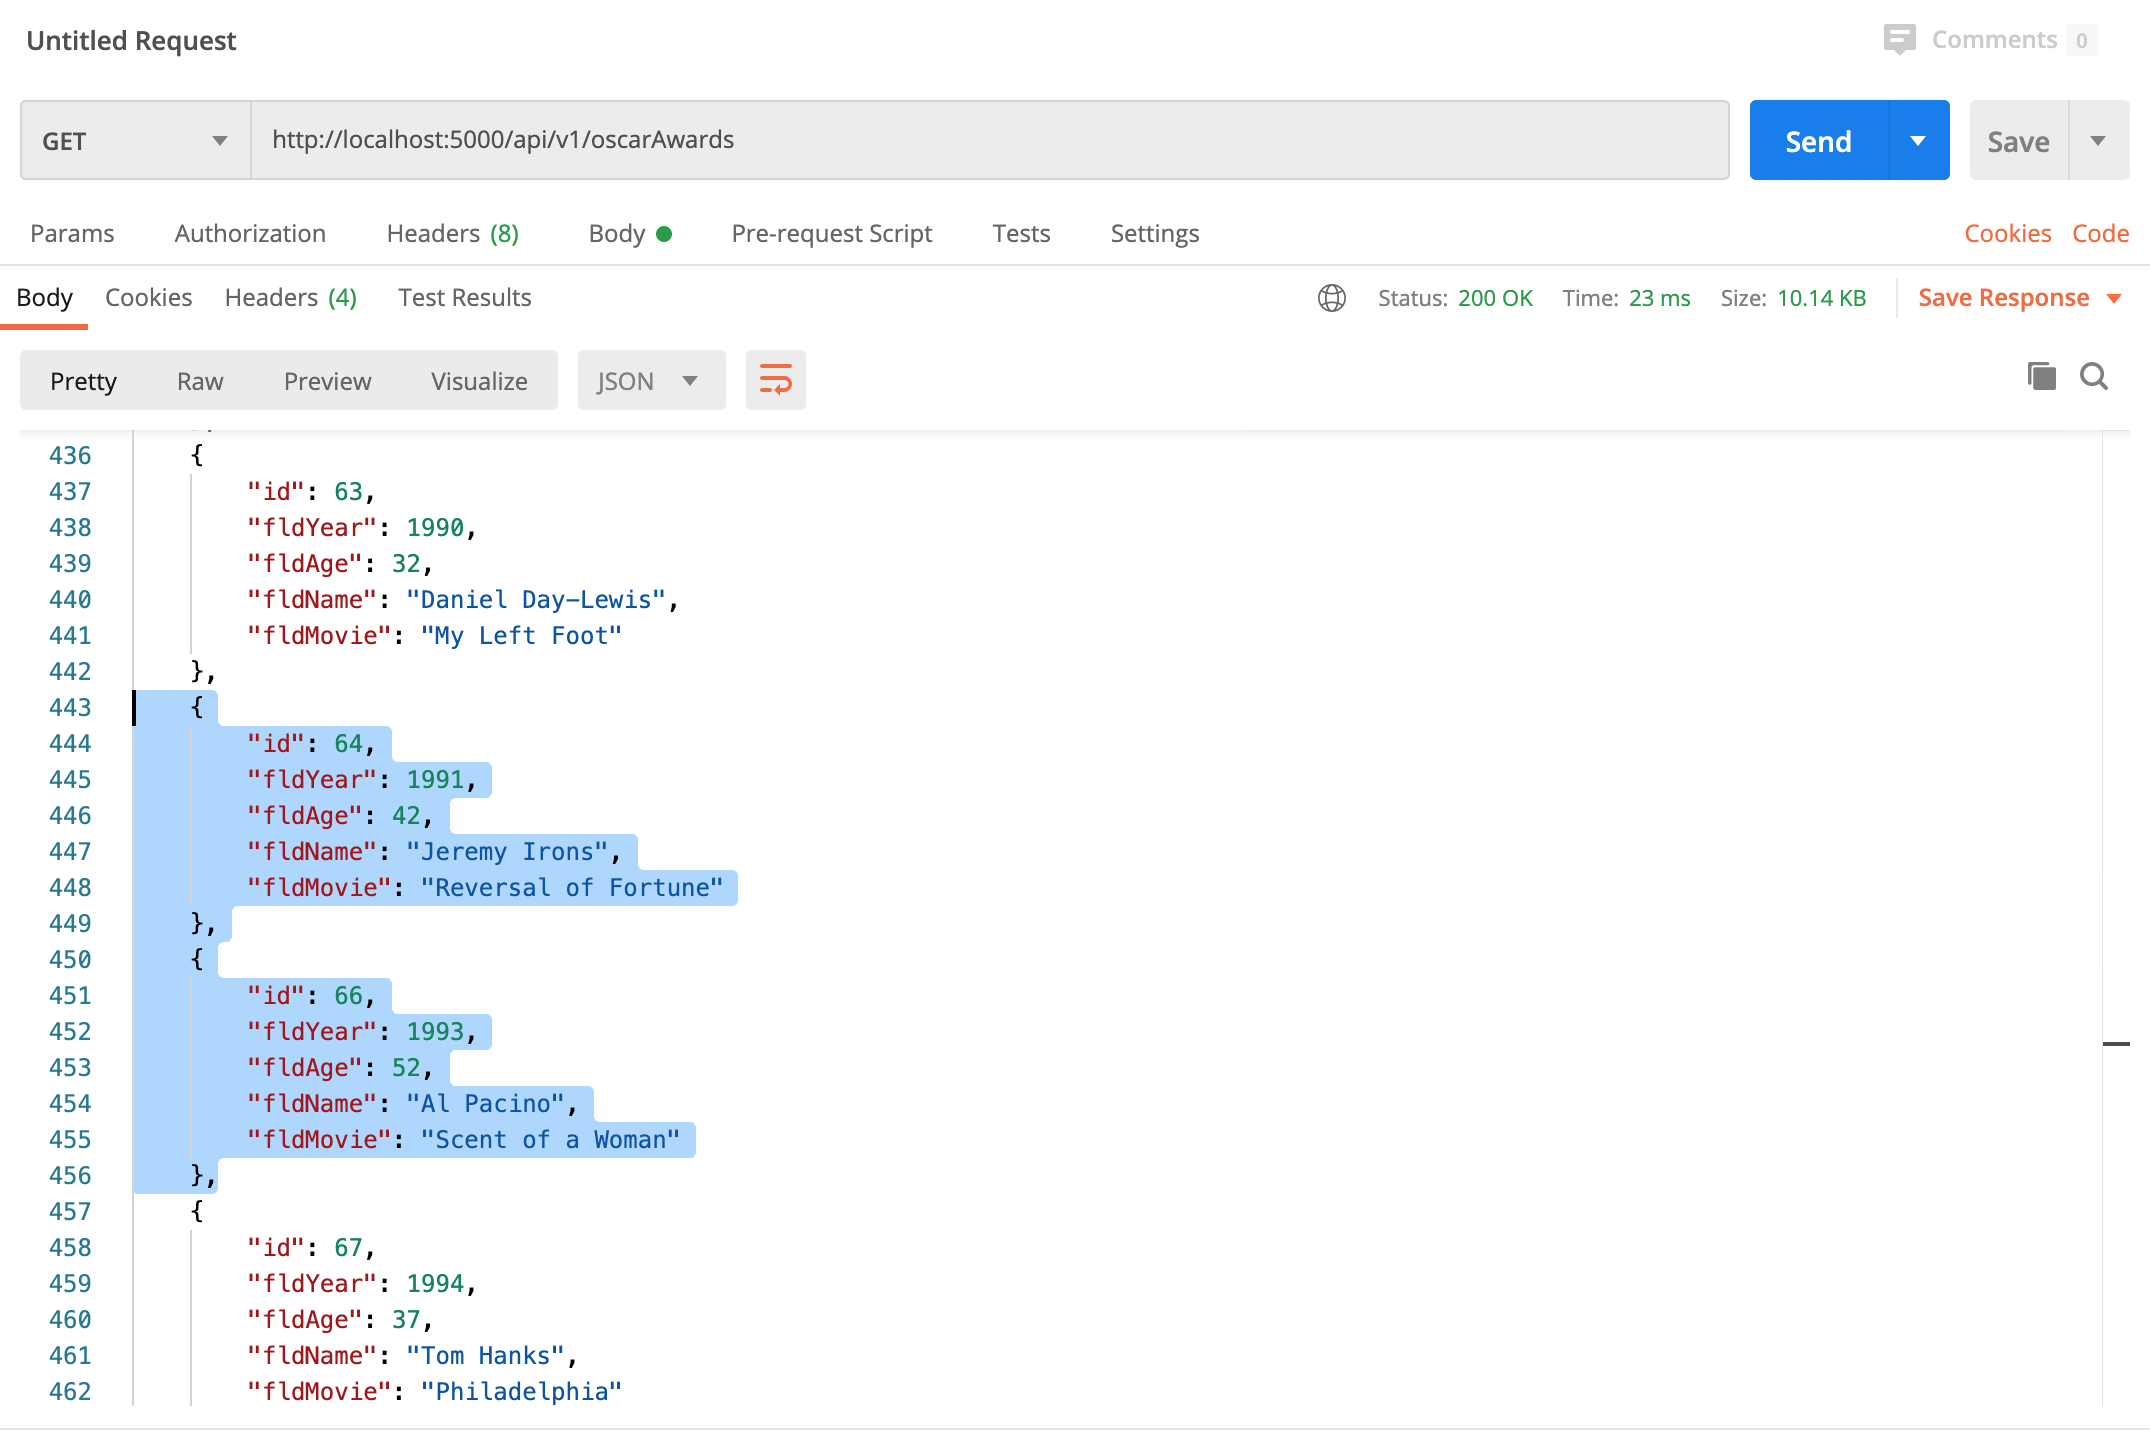 Untitled Request
Comments 0
GET http://localhost:5000/api/v1/oscarAwards Send Save
Params Authorization Headers (8) Body Pre-request Script Tests Settings Cookies Code
Body Cookies Headers (4) Test Results Status: 200 OK Time: 23 ms Size: 10.14 KB Save Response
Pretty Raw Preview Visualize JSON
436 {
437 "id": 63,
438 "fldYear": 1990,
439 "fldAge": 32,
440 "fldName": "Daniel Day-Lewis",
441 "fldMovie": "My Left Foot"
442 },
443 {
444 "id": 64,
445 "fldYear": 1991,
446 "fldAge": 42,
447 "fldName": "Jeremy Irons",
448 "fldMovie": "Reversal of Fortune"
449 },
450 {
451 "id": 66,
452 "fldYear": 1993,
453 "fldAge": 52,
454 "fldName": "Al Pacino",
455 "fldMovie": "Scent of a Woman"
456 },
457 {
458 "id": 67,
459 "fldYear": 1994,
460 "fldAge": 37,
461 "fldName": "Tom Hanks",
462 "fldMovie": "Philadelphia"